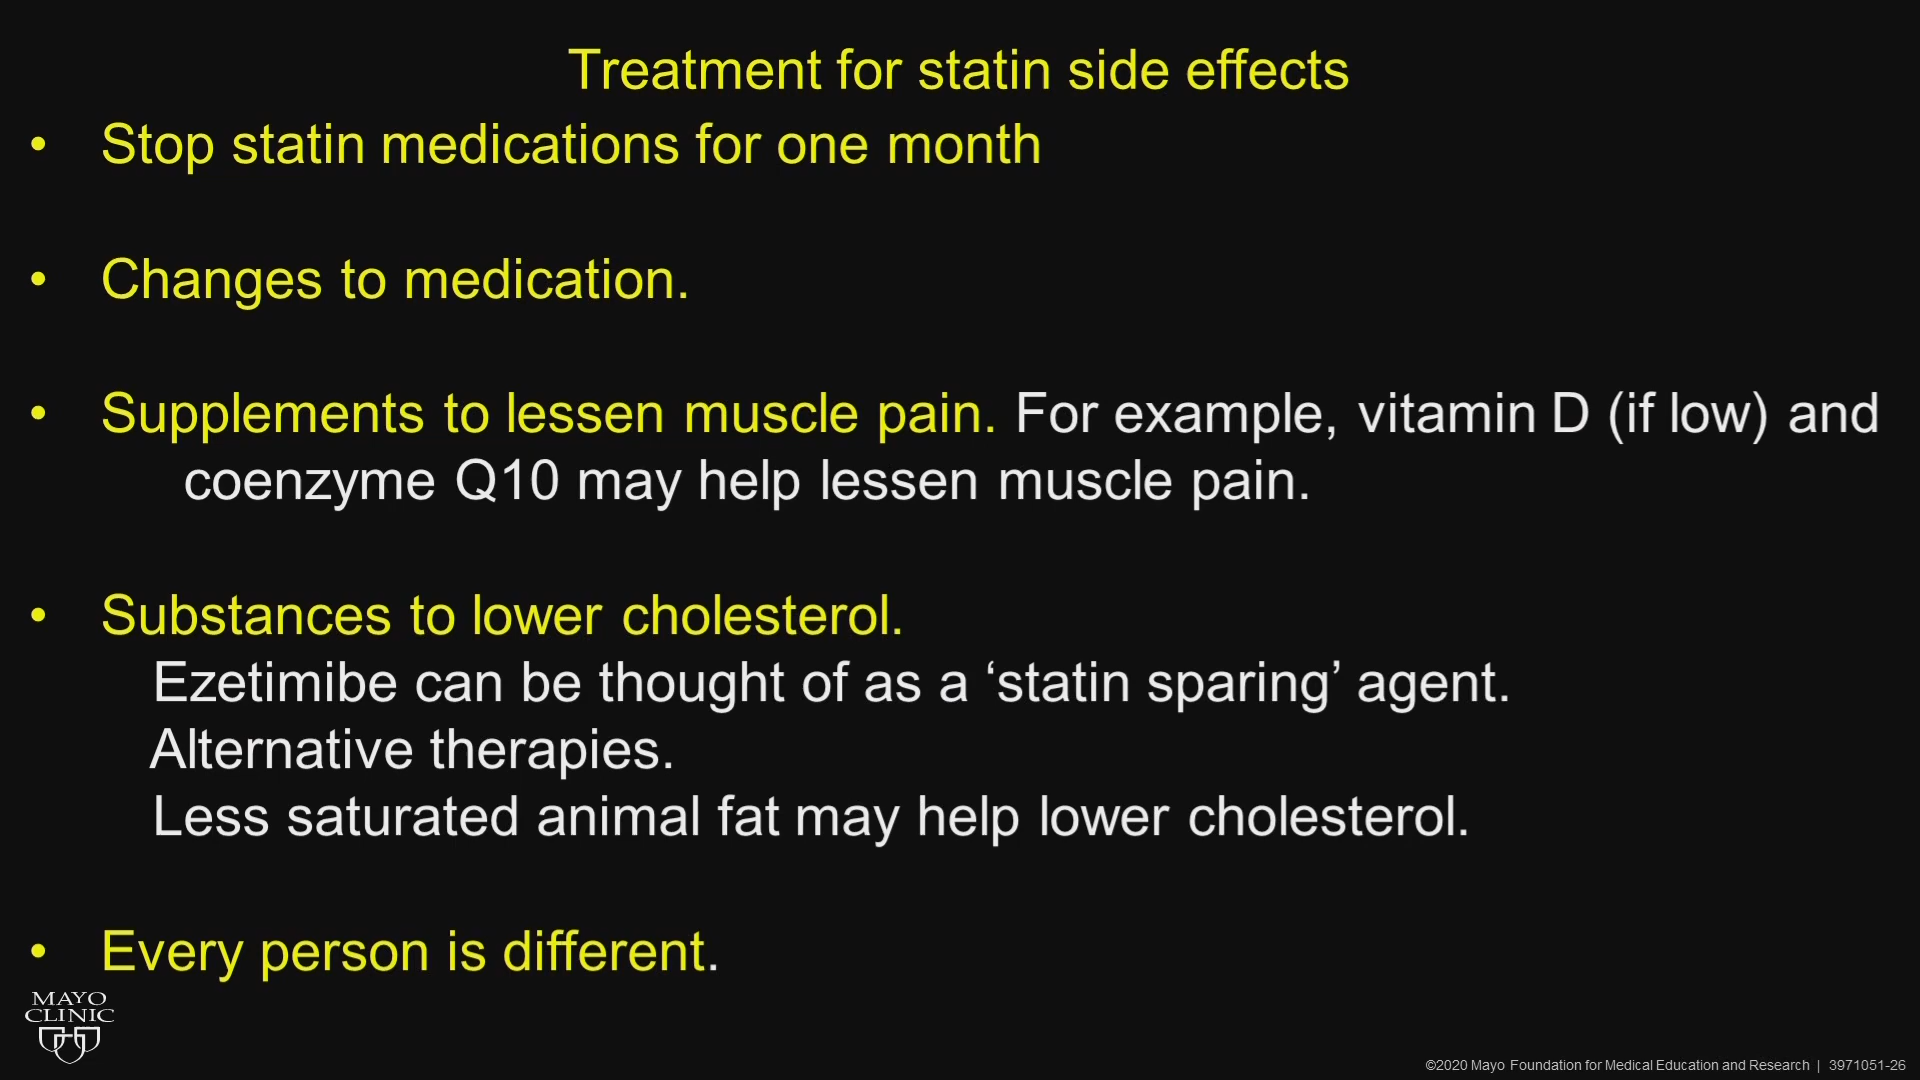 Treatment for statin side effects
• Stop statin medications for one month
• Changes to medication.
• Supplements to lessen muscle pain. For example, vitamin D (if low) and
coenzyme Q10 may help lessen muscle pain.
• Substances to lower cholesterol.
Ezetimibe can be thought of as a ‘statin sparing’ agent.
Alternative therapies.
Less saturated animal fat may help lower cholesterol.
• Every person is different.
MAYO
CLINIC
©2020 Mayo Foundation for Medical Education and Research | 3971051-26